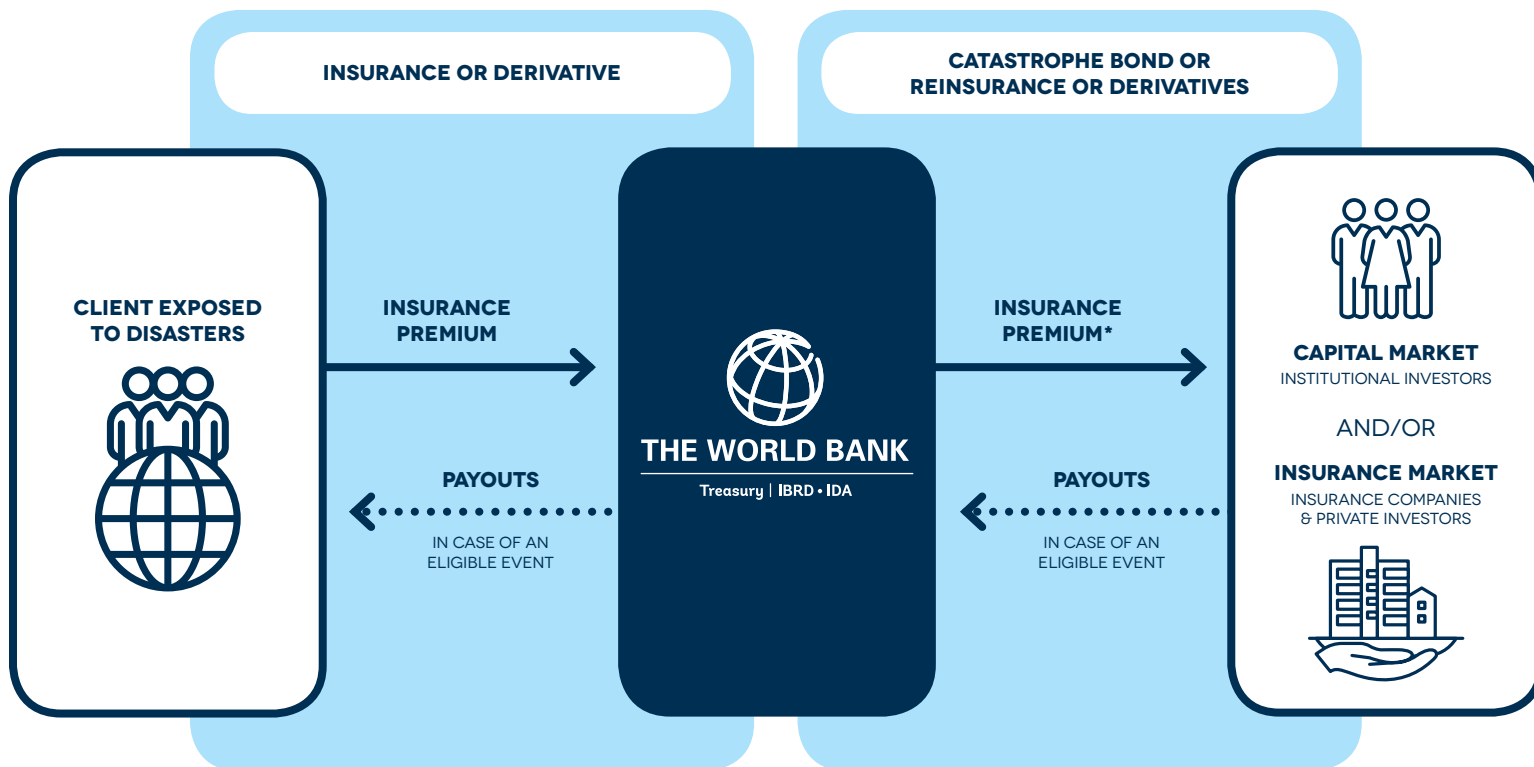 INSURANCE OR DERIVATIVE
CATASTROPHE BOND OR
REINSURANCE OR DERIVATIVES
CLIENT EXPOSED
TO DISASTERS
INSURANCE
PREMIUM
PAYOUTS
IN CASE OF AN
ELIGIBLE EVENT
THE WORLD BANK
Treasury | IBRD • IDA
INSURANCE
PREMIUM*
PAYOUTS
IN CASE OF AN
ELIGIBLE EVENT
CAPITAL MARKET
INSTITUTIONAL INVESTORS
AND/OR
INSURANCE MARKET
INSURANCE COMPANIES
& PRIVATE INVESTORS